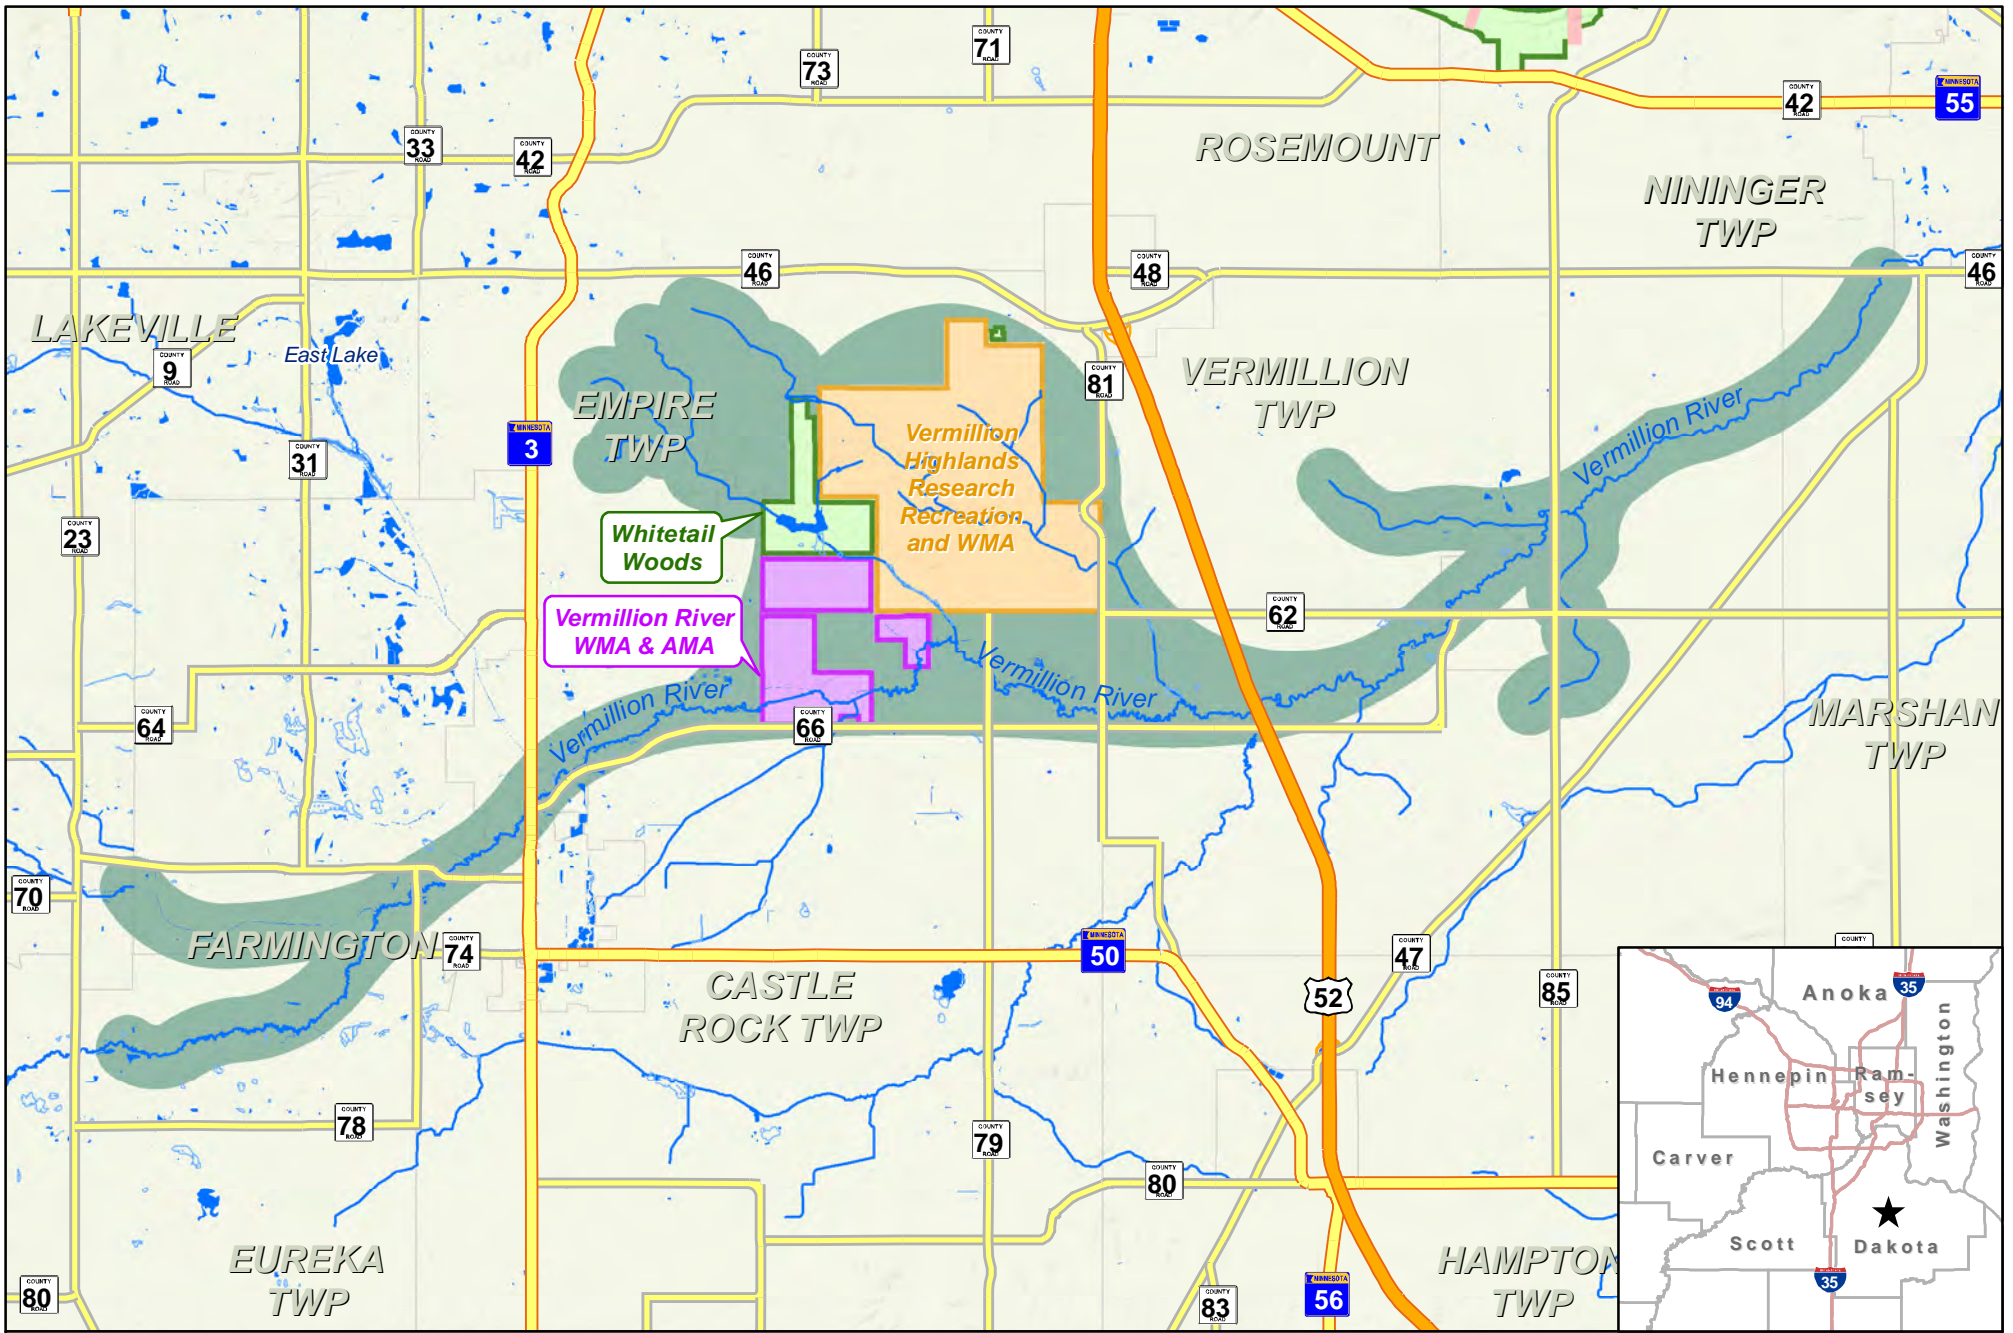 COUNTY
71
ROAD
COUNTY
73
ROAD
COUNTY
42
ROAD
MINNESOTA
55
COUNTY
33
ROAD
COUNTY
42
ROAD
ROSEMOUNT
NININGER
TWP
COUNTY
46
ROAD
COUNTY
48
ROAD
COUNTY
46
ROAD
LAKEVILLE
East Lake
COUNTY
9
ROAD
EMPIRE
TWP
COUNTY
81
ROAD
VERMILLION
TWP
MINNESOTA
3
COUNTY
31
ROAD
Vermillion
Highlands
Research
Recreation
and WMA
Vermillion River
COUNTY
23
ROAD
Whitetail
Woods
Vermillion River
WMA & AMA
COUNTY
62
ROAD
Vermillion River
Vermillion River
COUNTY
64
ROAD
COUNTY
66
ROAD
MARSHAN
TWP
COUNTY
70
ROAD
FARMINGTON
COUNTY
74
ROAD
MINNESOTA
50
COUNTY
47
ROAD
COUNTY
CASTLE
ROCK TWP
52
COUNTY
85
ROAD
COUNTY
78
ROAD
COUNTY
79
ROAD
COUNTY
80
ROAD
EUREKA
TWP
COUNTY
80
ROAD
COUNTY
83
ROAD
MINNESOTA
56
HAMPTON
TWP
94
Anoka
35
Washington
Hennepin
Ram-
sey
Carver
Scott
Dakota
35